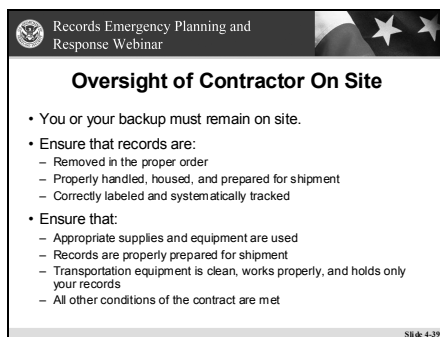 Records Emergency Planning and
Response Webinar
Oversight of Contractor On Site
• You or your backup must remain on site.
• Ensure that records are:
– Removed in the proper order
– Properly handled, housed, and prepared for shipment
– Correctly labeled and systematically tracked
• Ensure that:
– Appropriate supplies and equipment are used
– Records are properly prepared for shipment
– Transportation equipment is clean, works properly, and holds only
your records
– All other conditions of the contract are met
Slide 4-39